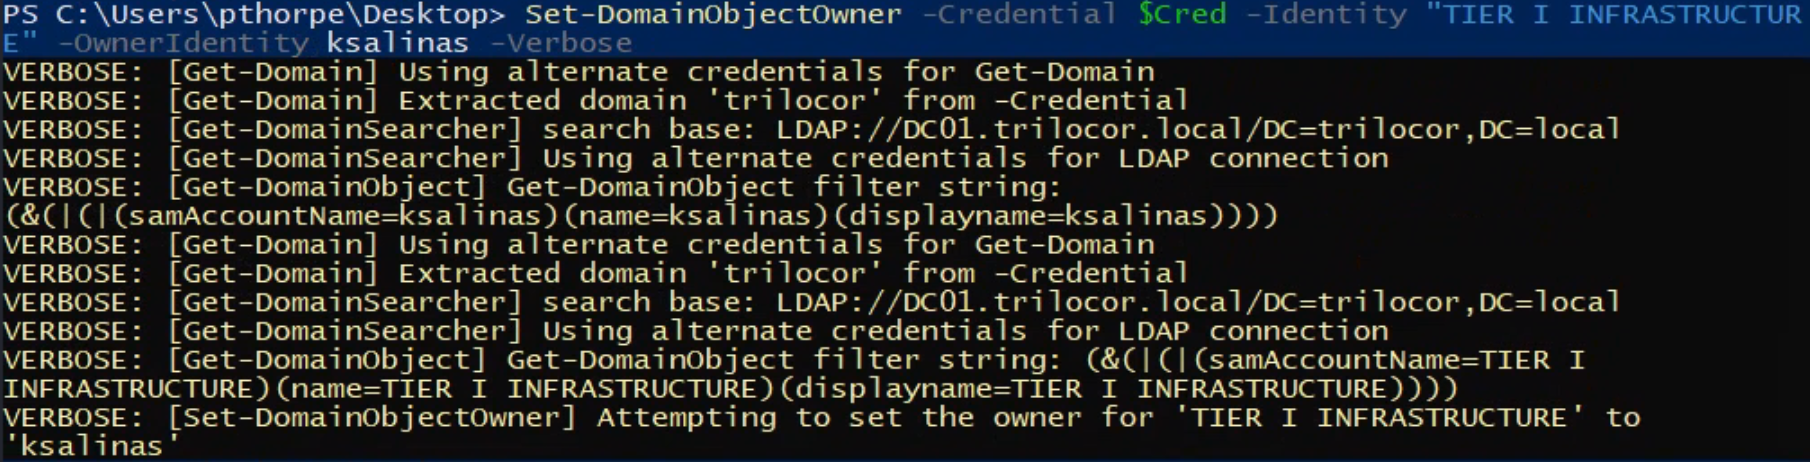 PS C:\Users\pthorpe\Desktop> Set-DomainObjectOwner -Credential $Cred -Identity "TIER I INFRASTRUCTUR
E" -OwnerIdentity ksalinas -Verbose
VERBOSE: [Get-Domain] Using alternate credentials for Get-Domain
VERBOSE: [Get-Domain] Extracted domain 'trilocor' from -Credential
VERBOSE: [Get-DomainSearcher] search base: LDAP://DC01.trilocor.local/DC=trilocor,DC=local
VERBOSE: [Get-DomainSearcher] Using alternate credentials for LDAP connection
VERBOSE: [Get-DomainObject] Get-DomainObject filter string:
(&(|(|(samAccountName=ksalinas)(name=ksalinas)(displayname=ksalinas))))
VERBOSE: [Get-Domain] Using alternate credentials for Get-Domain
VERBOSE: [Get-Domain] Extracted domain 'trilocor' from -Credential
VERBOSE: [Get-DomainSearcher] search base: LDAP://DC01.trilocor.local/DC=trilocor,DC=local
VERBOSE: [Get-DomainSearcher] Using alternate credentials for LDAP connection
VERBOSE: [Get-DomainObject] Get-DomainObject filter string: (&(|(|(samAccountName=TIER I
INFRASTRUCTURE)(name=TIER I INFRASTRUCTURE)(displayname=TIER I INFRASTRUCTURE))))
VERBOSE: [Set-DomainObjectOwner] Attempting to set the owner for 'TIER I INFRASTRUCTURE' to
'ksalinas'